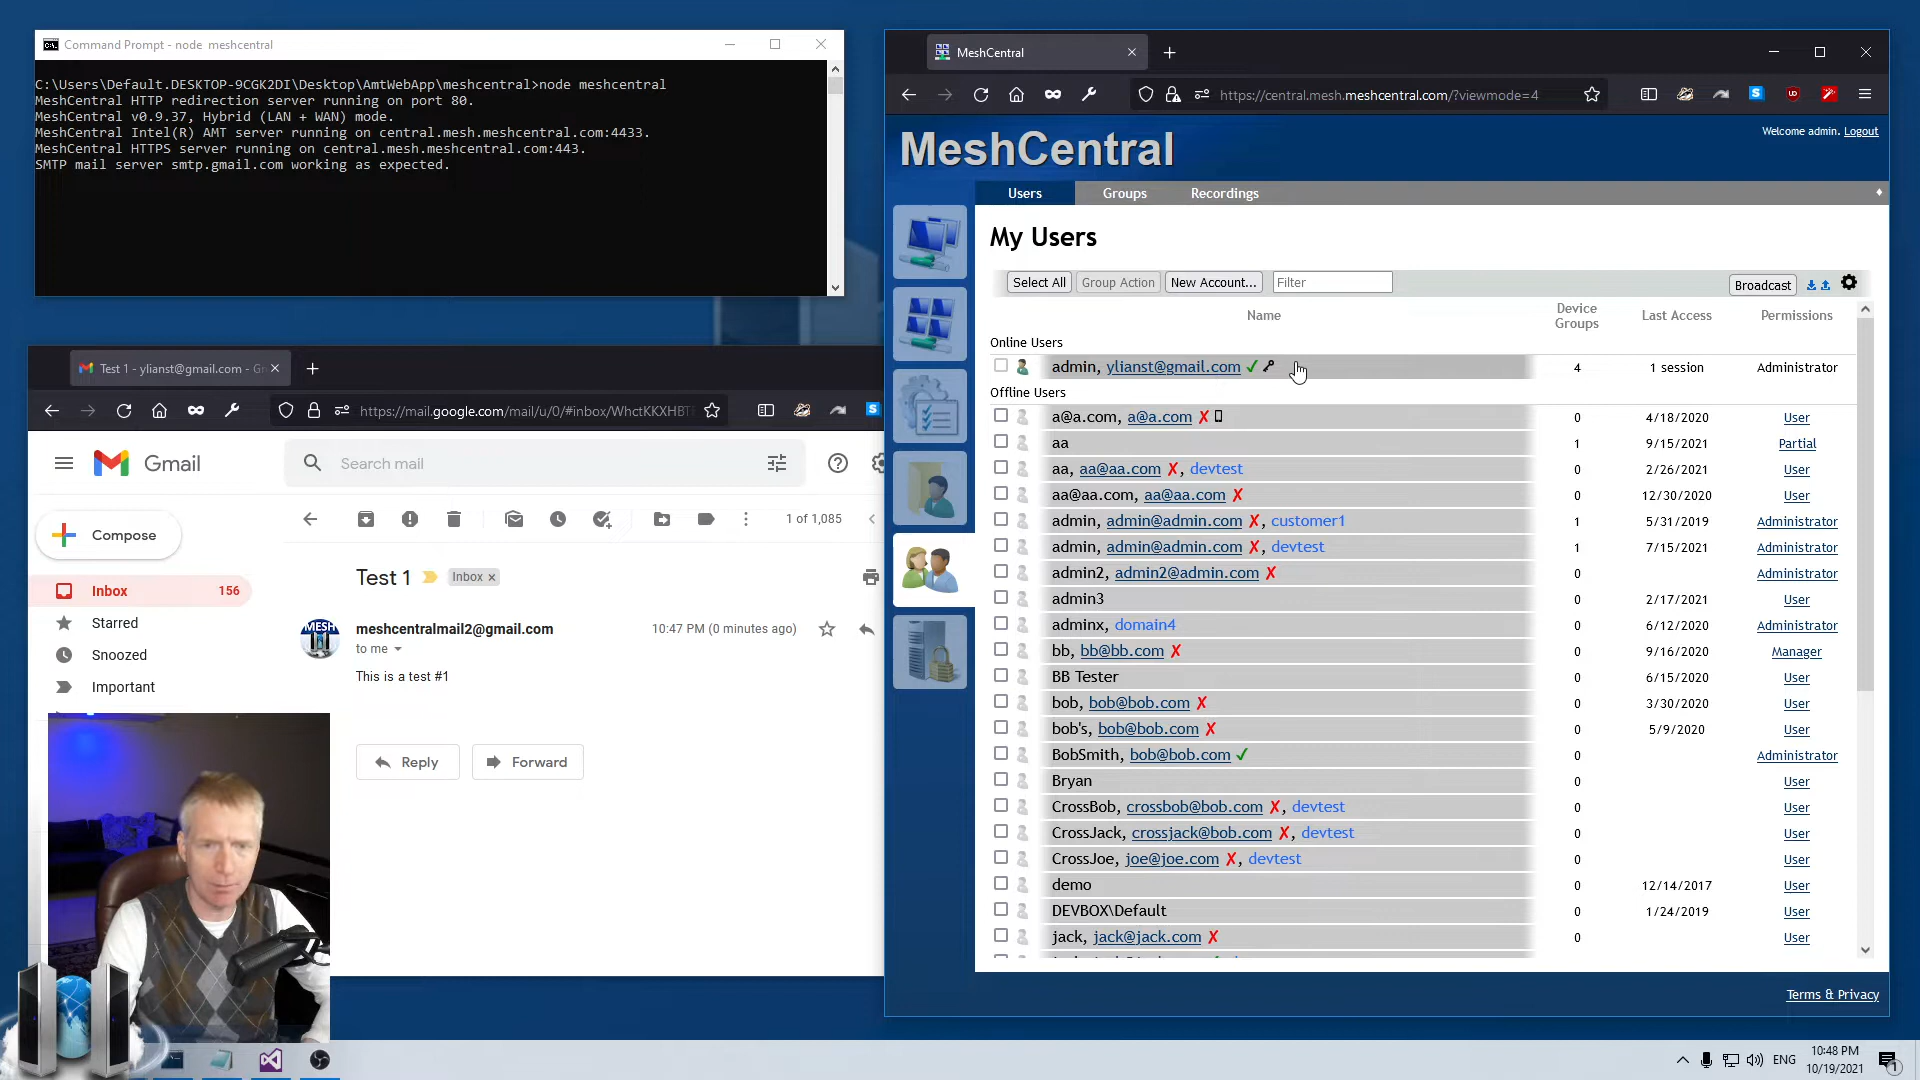 Command Prompt - node  meshcentral
C:\Users\Default.DESKTOP-9CGK2DI\Desktop\AmtWebApp\meshcentral>node meshcentral
MeshCentral HTTP redirection server running on port 80.
MeshCentral v0.9.37, Hybrid (LAN + WAN) mode.
MeshCentral Intel(R) AMT server running on central.mesh.meshcentral.com:4433.
MeshCentral HTTPS server running on central.mesh.meshcentral.com:443.
SMTP mail server smtp.gmail.com working as expected.
Test 1 - ylianst@gmail.com - G
https://mail.google.com/mail/u/0/#inbox/WhctKKXHBT
Gmail
Search mail
Compose
1 of 1,085
Inbox 156
Starred
Snoozed
Important
Test 1
Inbox ×
meshcentralmail2@gmail.com
10:47 PM (0 minutes ago)
to me
This is a test #1
Reply
Forward
MESH
MeshCentral
https://central.mesh.meshcentral.com/?viewmode=4
MeshCentral
Welcome admin. Logout
Users Groups Recordings
My Users
Select All Group Action New Account... Filter Broadcast
Name Device Groups Last Access Permissions
Online Users
admin, ylianst@gmail.com ✓ 4 1 session Administrator
Offline Users
a@a.com, a@a.com ✗ 0 4/18/2020 User
aa 1 9/15/2021 Partial
aa, aa@aa.com ✗, devtest 0 2/26/2021 User
aa@aa.com, aa@aa.com ✗ 0 12/30/2020 User
admin, admin@admin.com ✗, customer1 1 5/31/2019 Administrator
admin, admin@admin.com ✗, devtest 1 7/15/2021 Administrator
admin2, admin2@admin.com ✗ 0 Administrator
admin3 0 2/17/2021 User
adminx, domain4 0 6/12/2020 Administrator
bb, bb@bb.com ✗ 0 9/16/2020 Manager
BB Tester 0 6/15/2020 User
bob, bob@bob.com ✗ 0 3/30/2020 User
bob's, bob@bob.com ✗ 0 5/9/2020 User
BobSmith, bob@bob.com ✓ 0 Administrator
Bryan 0 User
CrossBob, crossbob@bob.com ✗, devtest 0 User
CrossJack, crossjack@bob.com ✗, devtest 0 User
CrossJoe, joe@joe.com ✗, devtest 0 User
demo 0 12/14/2017 User
DEVBOX\Default 0 1/24/2019 User
jack, jack@jack.com ✗ 0 User
Terms & Privacy
ENG
10:48 PM
10/19/2021
1